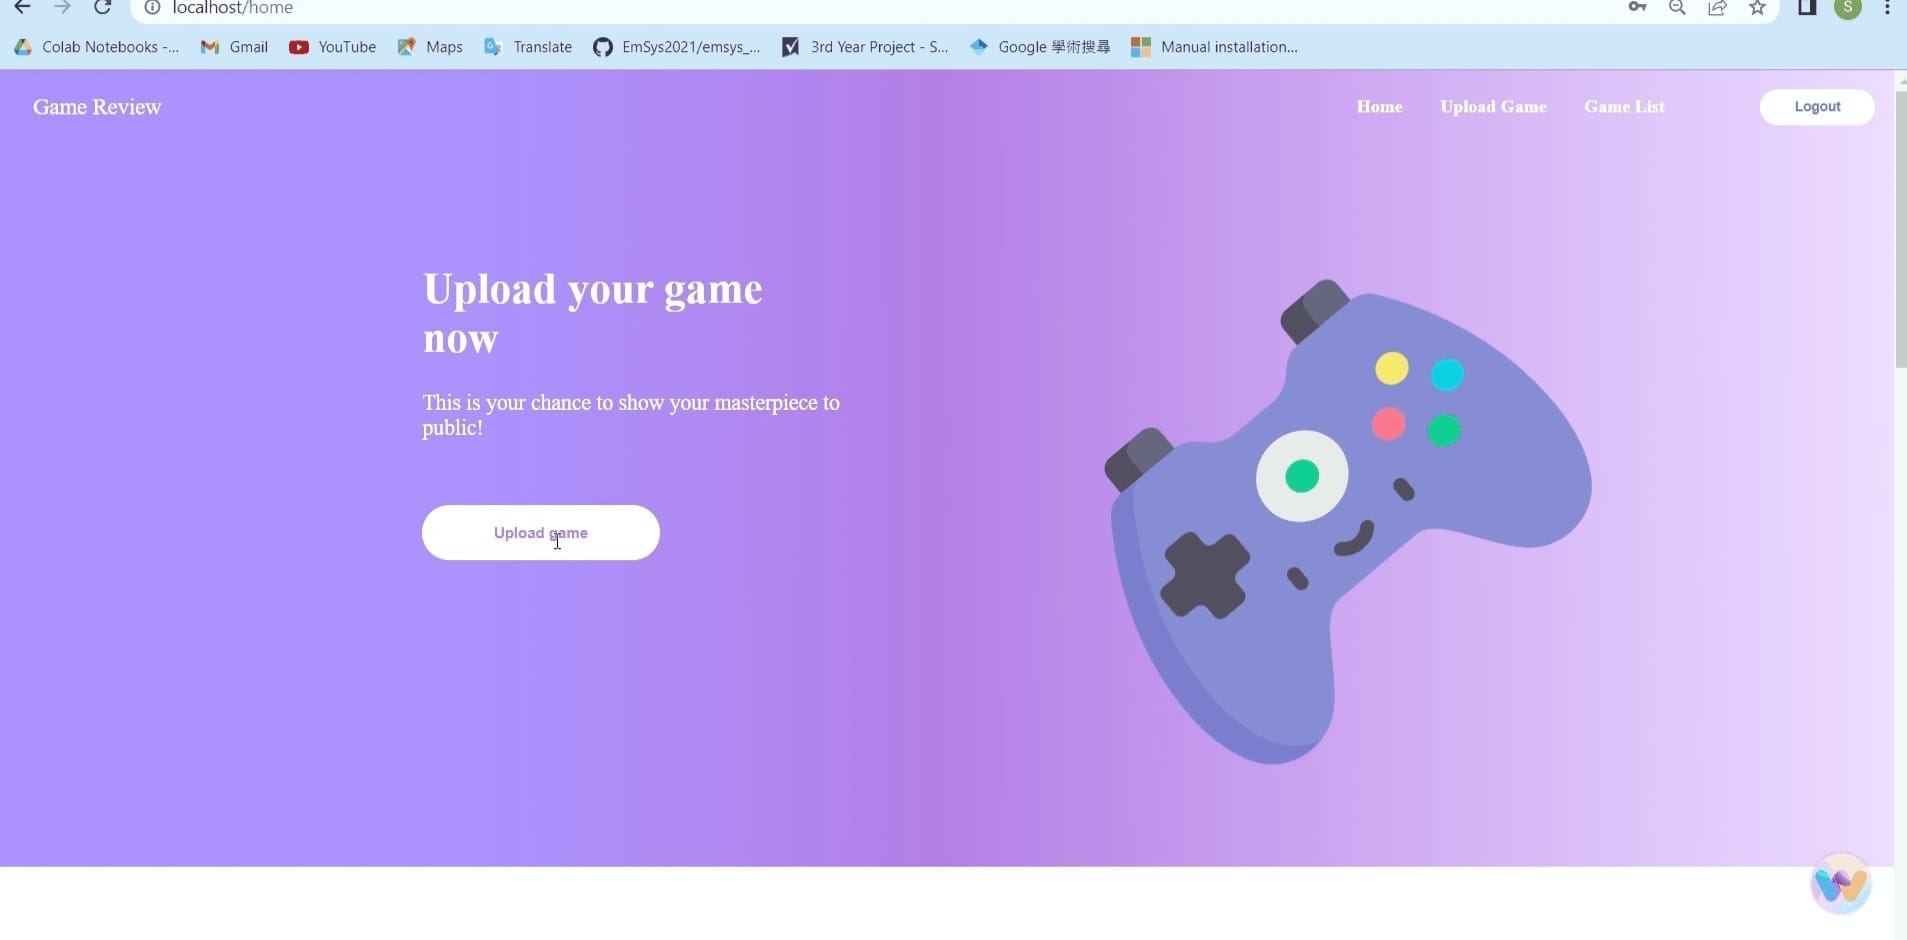 localhost/home
S
Colab Notebooks -... Gmail YouTube Maps Translate EmSys2021/emsys_... 3rd Year Project - S... Google 學術搜尋 Manual installation...
Game Review Home Upload Game Game List Logout
Upload your game
now
This is your chance to show your masterpiece to
public!
Upload game